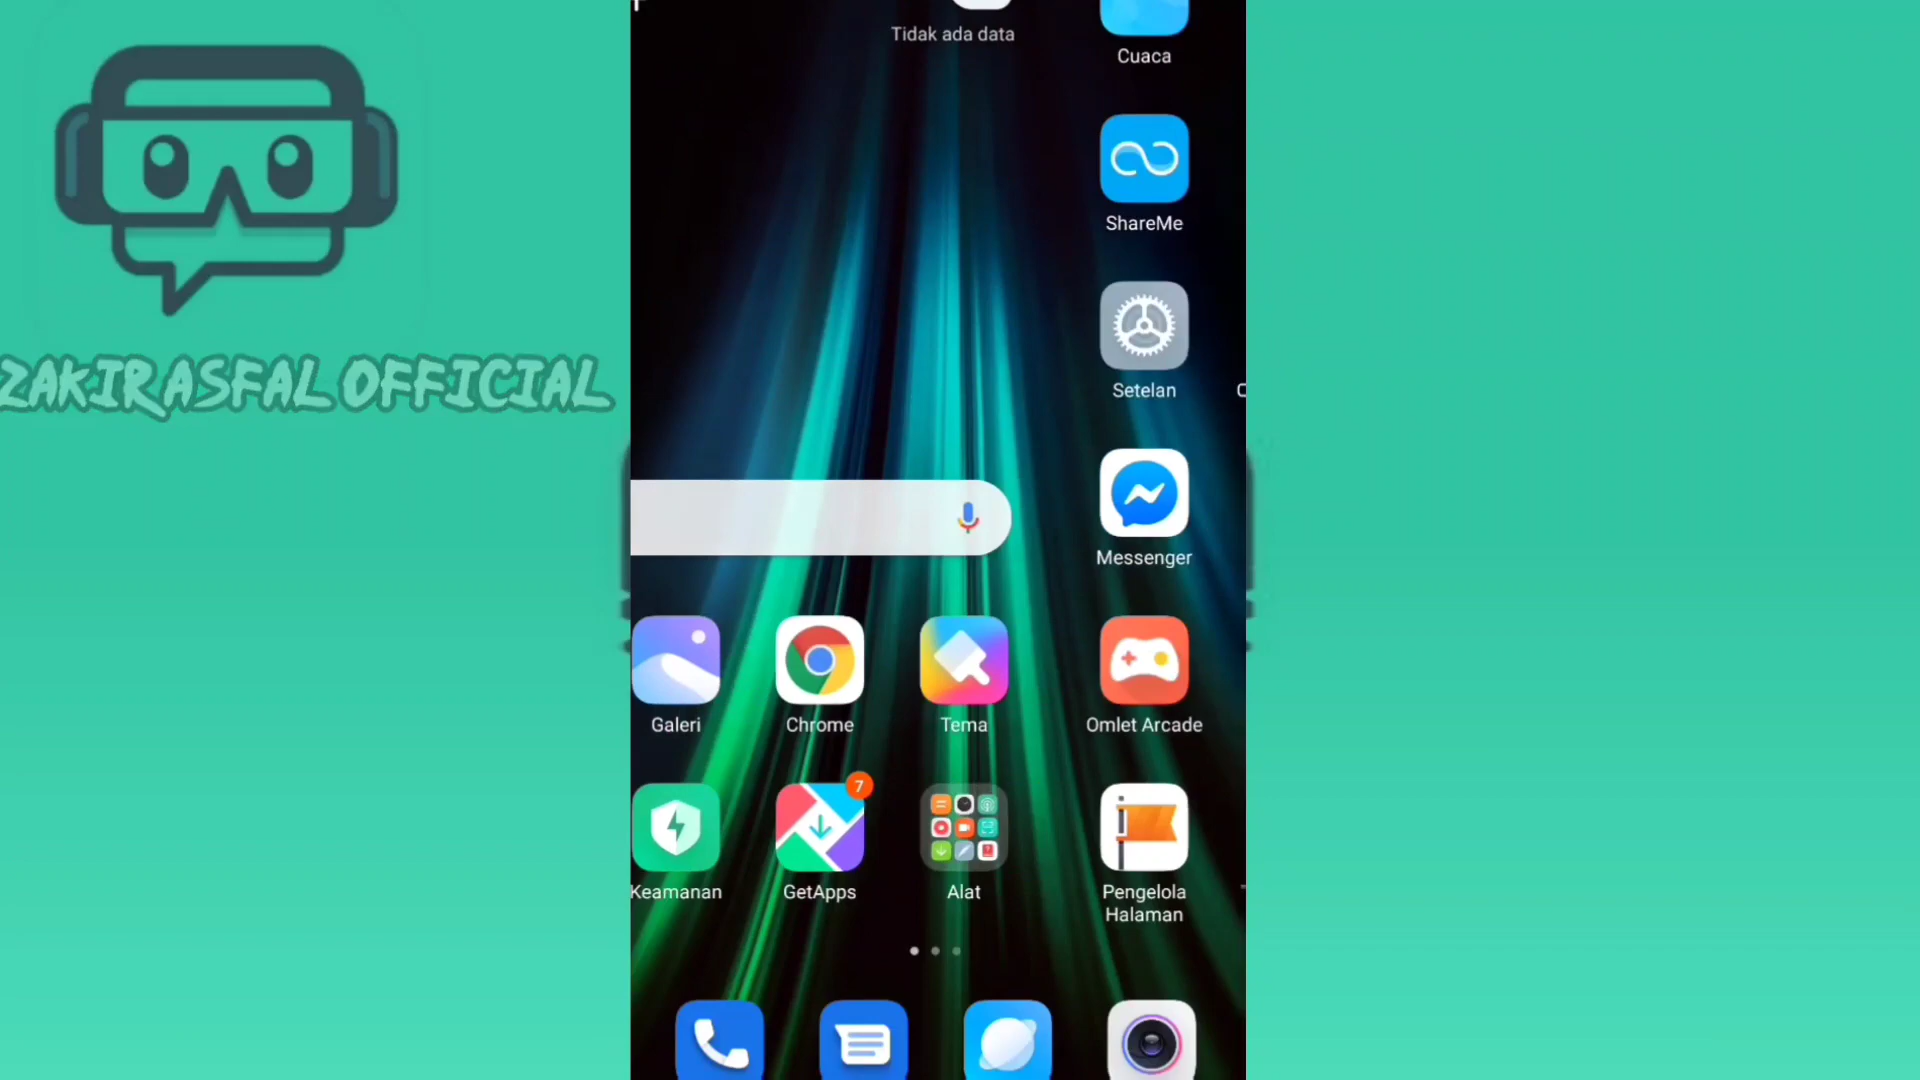 Tidak ada data
Cuaca
ShareMe
ZAKIRASFAL OFFICIAL
Setelan
Messenger
Galeri
Chrome
Tema
Omlet Arcade
7
Keamanan
GetApps
Alat
Pengelola
Halaman